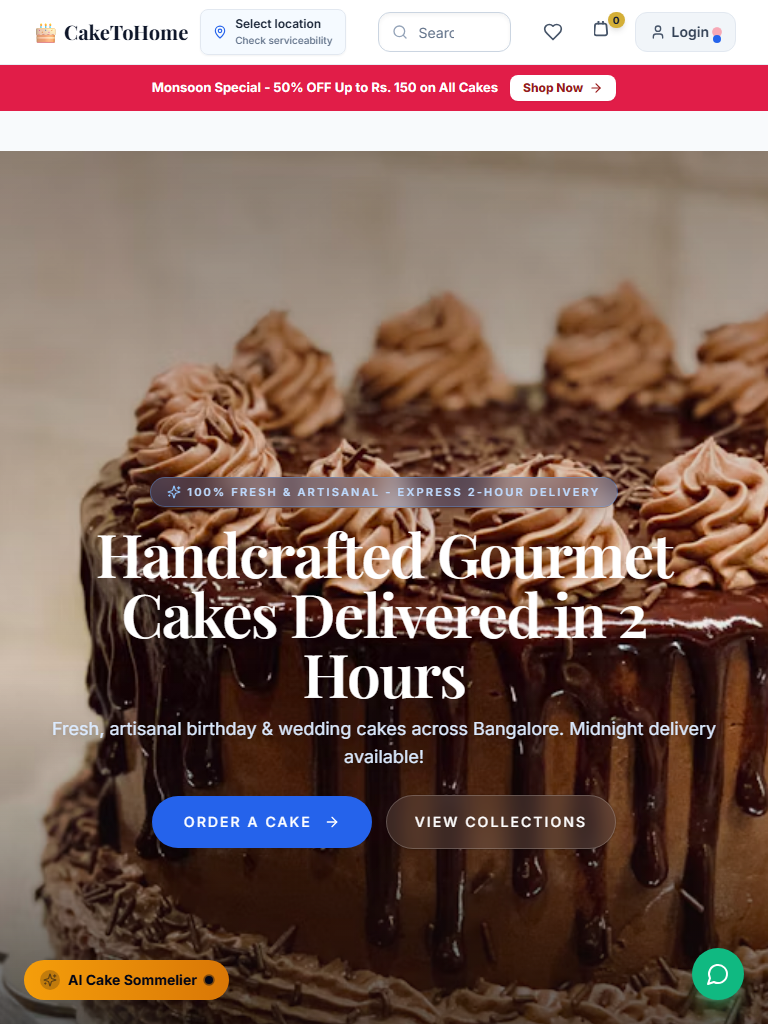 CakeToHome
Select location
Check serviceability
Searc
0
Login
Monsoon Special - 50% OFF Up to Rs. 150 on All Cakes
Shop Now
100% FRESH & ARTISANAL - EXPRESS 2-HOUR DELIVERY
Handcrafted Gourmet
Cakes Delivered in 2
Hours
Fresh, artisanal birthday & wedding cakes across Bangalore. Midnight delivery
available!
ORDER A CAKE
VIEW COLLECTIONS
AI Cake Sommelier